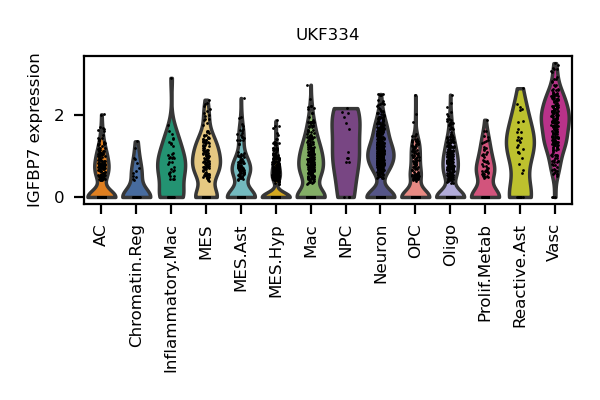 UKF334
IGFBP7 expression
2
0
AC
Chromatin.Reg
Inflammatory.Mac
MES
MES.Ast
MES.Hyp
Mac
NPC
Neuron
OPC
Oligo
Prolif.Metab
Reactive.Ast
Vasc